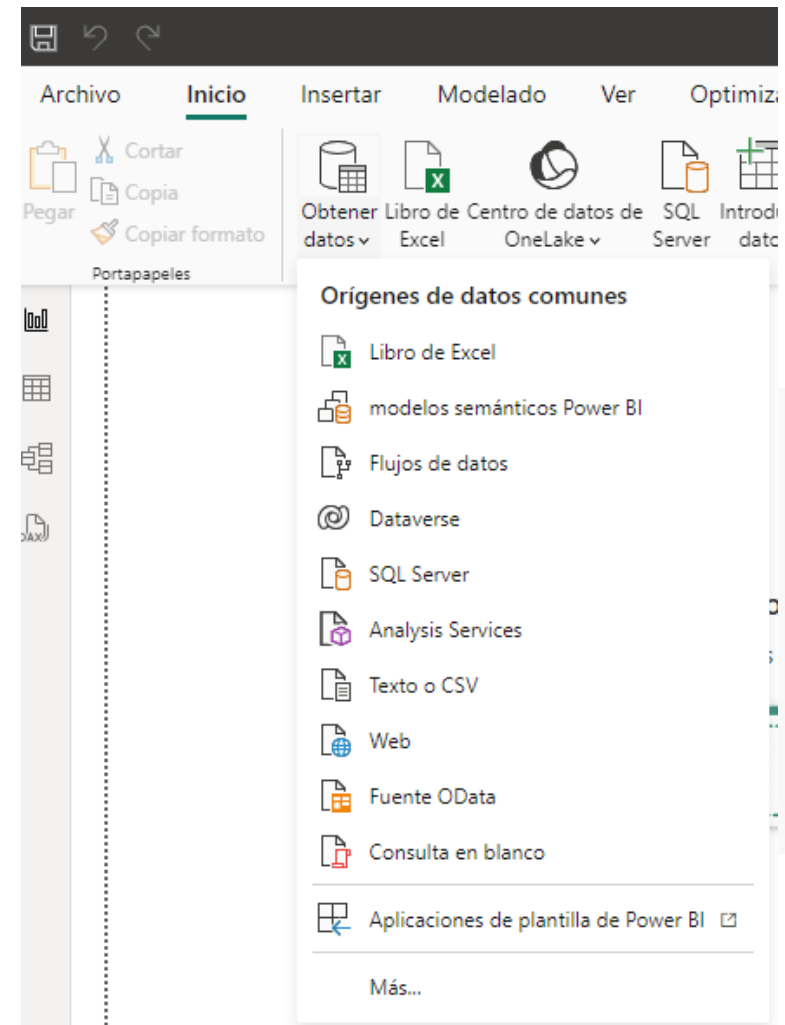 Archivo Inicio Insertar Modelado Ver Optimiza
Cortar
Copia
Copiar formato
Pegar
Portapapeles
Obtener datos
Libro de Excel
Centro de datos de OneLake
SQL Server
Introdu
dato
Orígenes de datos comunes
Libro de Excel
modelos semánticos Power BI
Flujos de datos
Dataverse
SQL Server
Analysis Services
Texto o CSV
Web
Fuente OData
Consulta en blanco
Aplicaciones de plantilla de Power BI
Más...